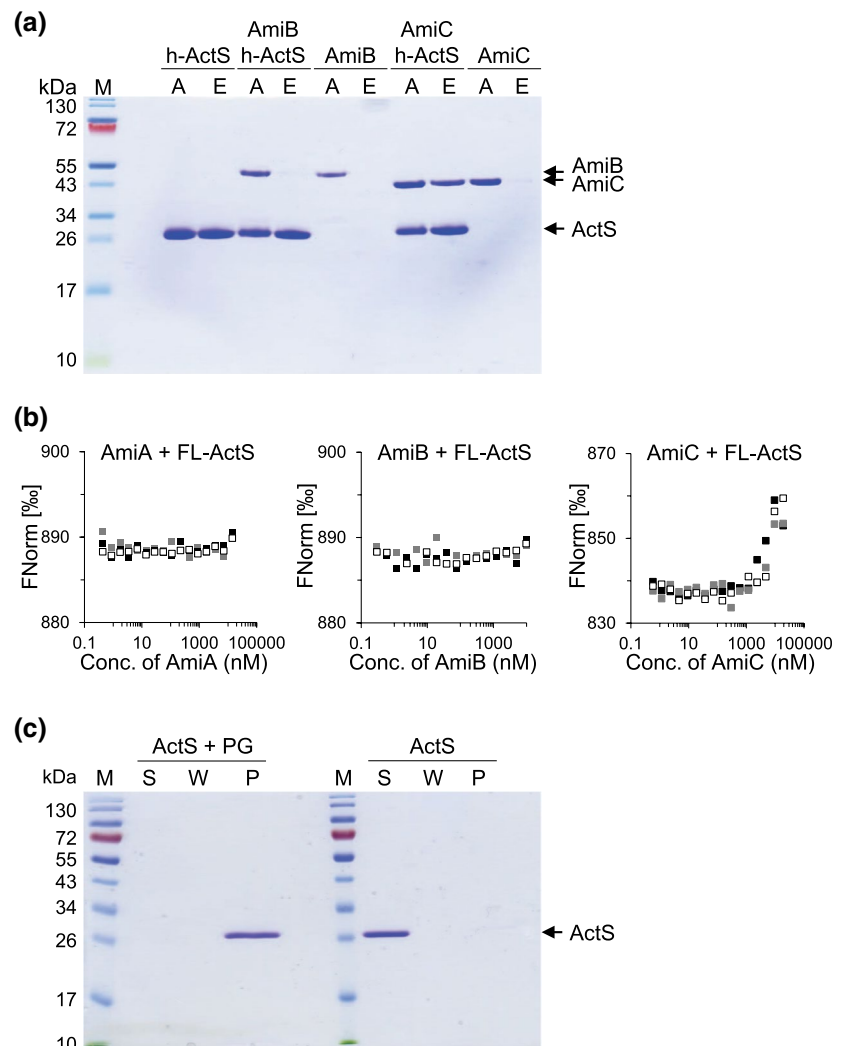 (a)
AmiB AmiC
h-ActS h-ActS AmiB h-ActS AmiC
kDa M A E A E A E A E A E
130
72
55
AmiB
43
AmiC
34
26
ActS
17
10
(b)
900 AmiA + FL-ActS
890
880
FNorm [‰]
0.1 10 1000 100000
Conc. of AmiA (nM)
900 AmiB + FL-ActS
890
880
FNorm [‰]
0.1 10 1000 100000
Conc. of AmiB (nM)
870 AmiC + FL-ActS
850
830
FNorm [‰]
0.1 10 1000 100000
Conc. of AmiC (nM)
(c)
ActS + PG ActS
kDa M S W P M S W P
130
72
55
43
34
26
ActS
17
10